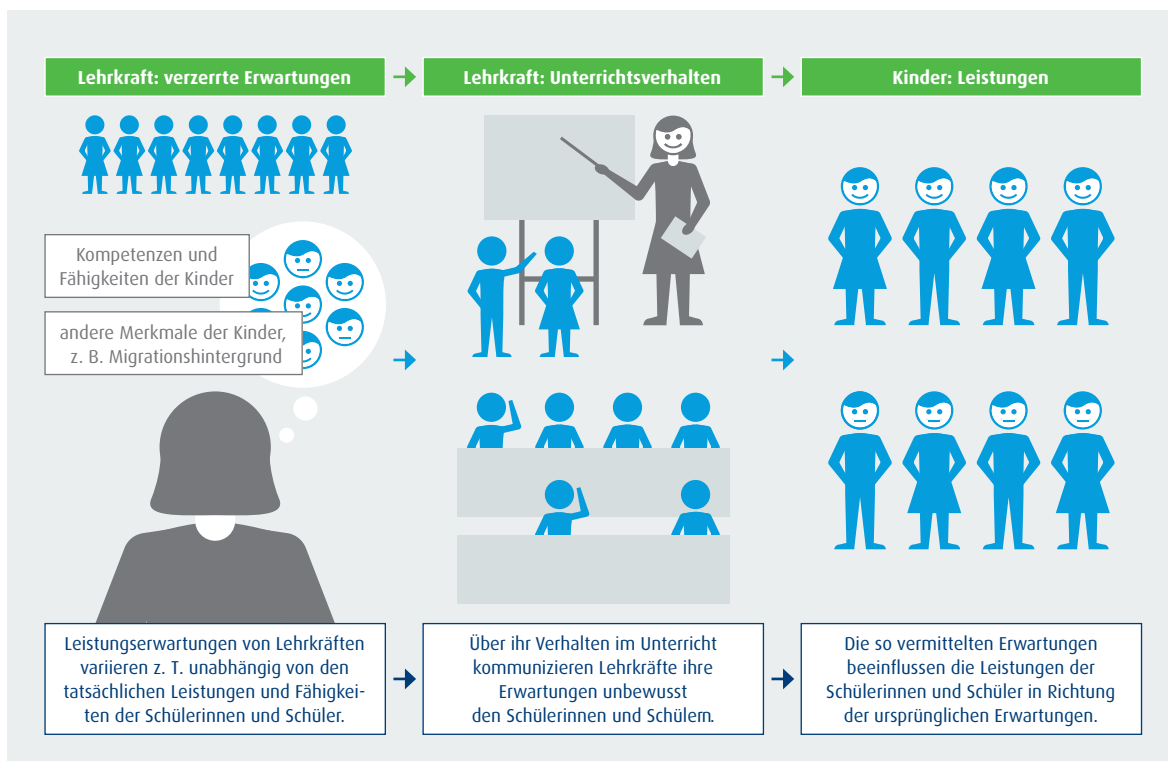 Lehrkraft: verzerrte Erwartungen
Lehrkraft: Unterrichtsverhalten
Kinder: Leistungen
Kompetenzen und
Fähigkeiten der Kinder
andere Merkmale der Kinder,
z. B. Migrationshintergrund
Leistungserwartungen von Lehrkräften
variieren z. T. unabhängig von den
tatsächlichen Leistungen und Fähigkei-
ten der Schülerinnen und Schüler.
Über ihr Verhalten im Unterricht
kommunizieren Lehrkräfte ihre
Erwartungen unbewusst
den Schülerinnen und Schülern.
Die so vermittelten Erwartungen
beeinflussen die Leistungen der
Schülerinnen und Schüler in Richtung
der ursprünglichen Erwartungen.